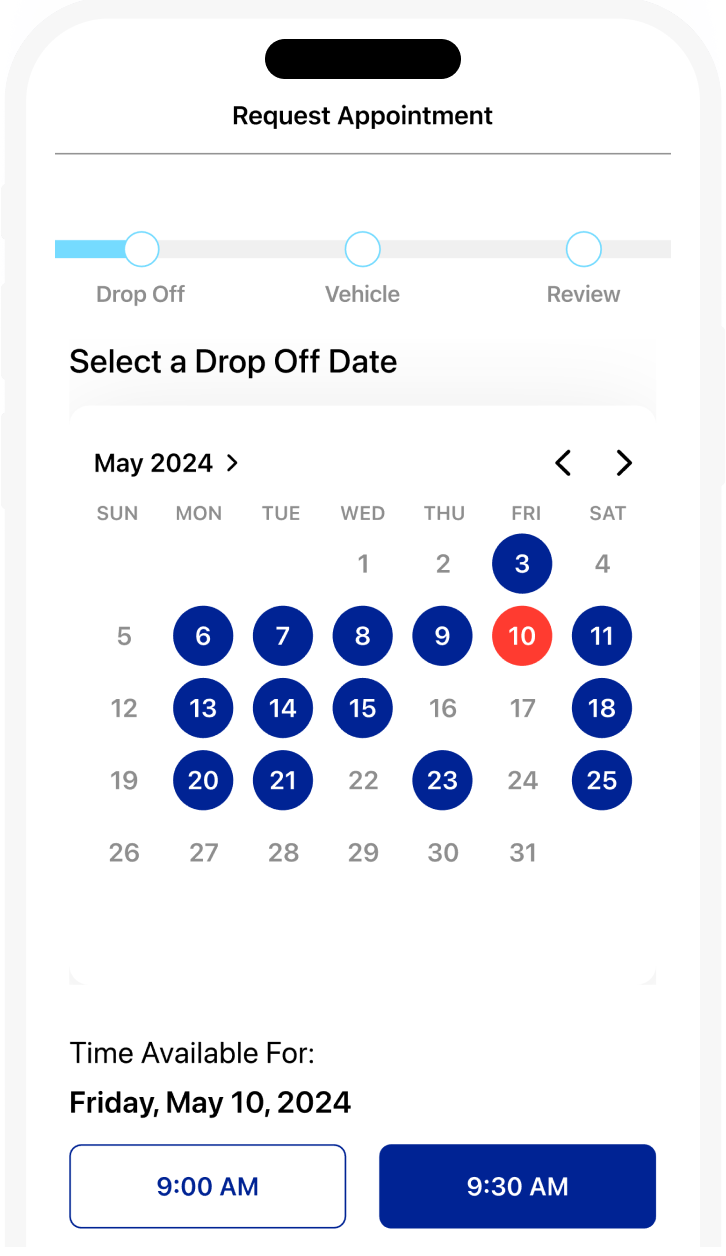 Request Appointment
Drop Off Vehicle Review
Select a Drop Off Date
May 2024
SUN MON TUE WED THU FRI SAT
1 2 3 4
5 6 7 8 9 10 11
12 13 14 15 16 17 18
19 20 21 22 23 24 25
26 27 28 29 30 31
Time Available For:
Friday, May 10, 2024
9:00 AM 9:30 AM